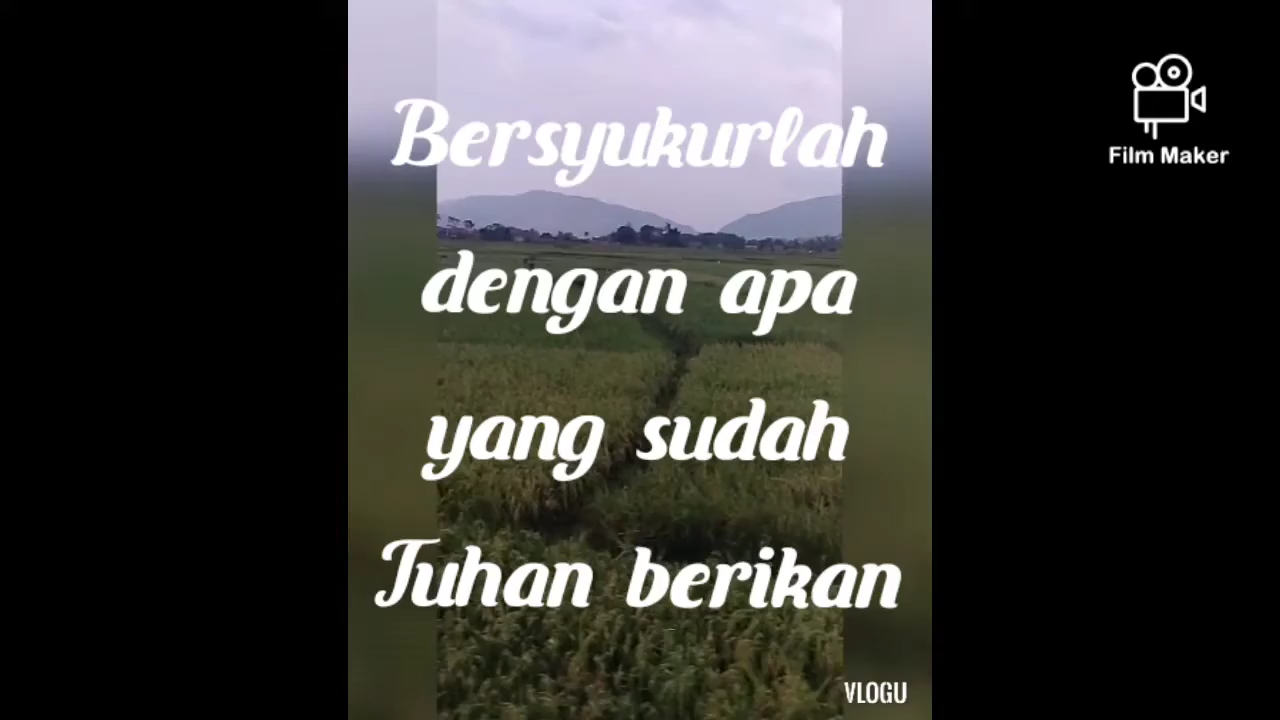 Bersyukurlah
dengan apa
yang sudah
Tuhan berikan
Film Maker
VLOGU